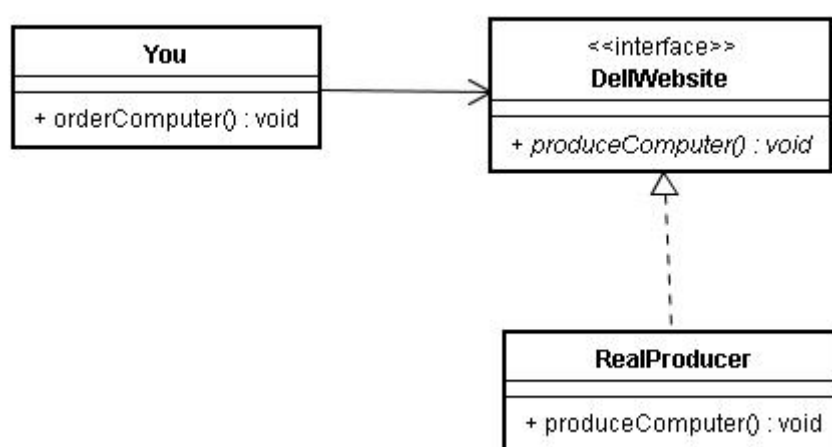 You
+ orderComputer() : void
<<interface>>
DellWebsite
+ produceComputer() : void
RealProducer
+ produceComputer() : void